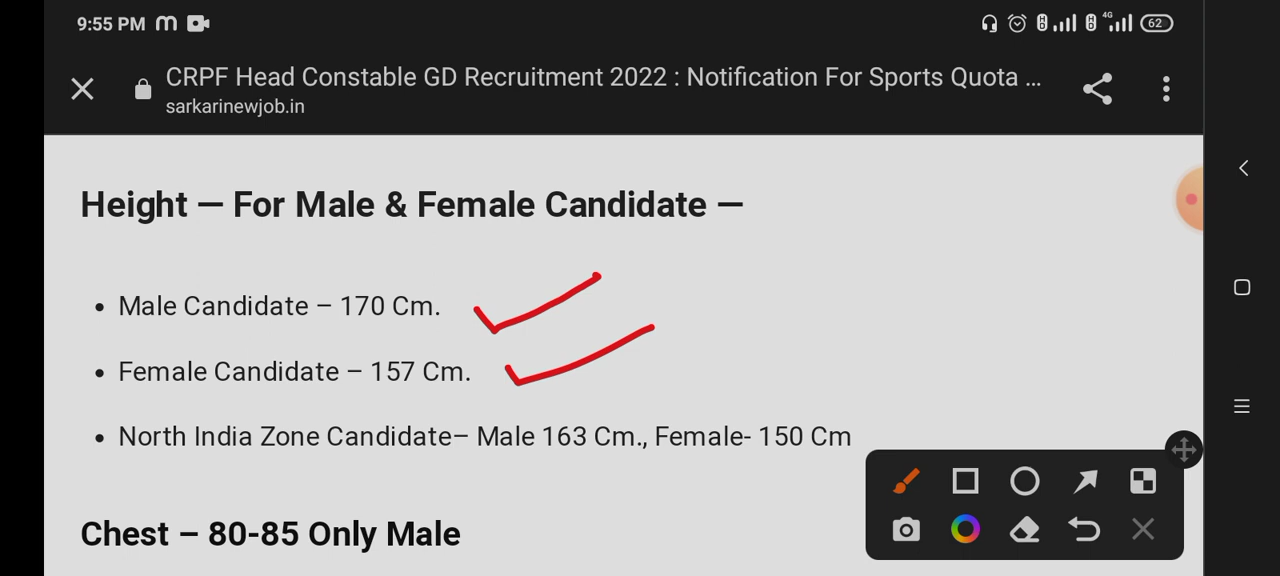 9:55 PM
4G
62
CRPF Head Constable GD Recruitment 2022 : Notification For Sports Quota ...
sarkarinewjob.in
Height — For Male & Female Candidate —
Male Candidate – 170 Cm.
Female Candidate – 157 Cm.
North India Zone Candidate– Male 163 Cm., Female- 150 Cm
Chest – 80-85 Only Male